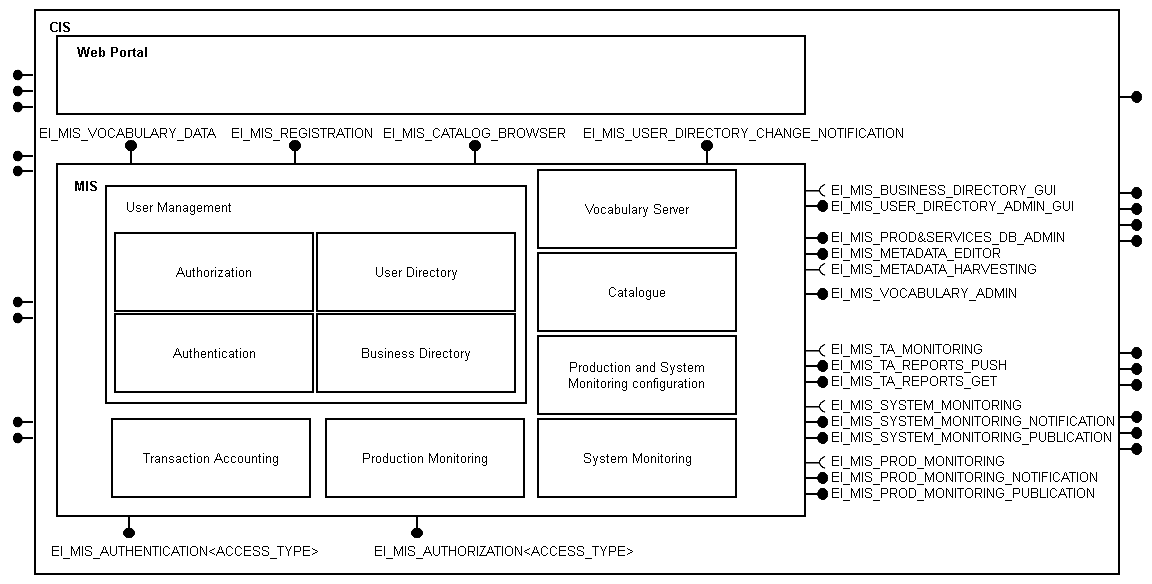 CIS
Web Portal
EI_MIS_VOCABULARY_DATA
EI_MIS_REGISTRATION
EI_MIS_CATALOG_BROWSER
EI_MIS_USER_DIRECTORY_CHANGE_NOTIFICATION
MIS
User Management
Authorization
User Directory
Authentication
Business Directory
Vocabulary Server
Catalogue
Production and System
Monitoring configuration
Transaction Accounting
Production Monitoring
System Monitoring
EI_MIS_BUSINESS_DIRECTORY_GUI
EI_MIS_USER_DIRECTORY_ADMIN_GUI
EI_MIS_PROD&SERVICES_DB_ADMIN
EI_MIS_METADATA_EDITOR
EI_MIS_METADATA_HARVESTING
EI_MIS_VOCABULARY_ADMIN
EI_MIS_TA_MONITORING
EI_MIS_TA_REPORTS_PUSH
EI_MIS_TA_REPORTS_GET
EI_MIS_SYSTEM_MONITORING
EI_MIS_SYSTEM_MONITORING_NOTIFICATION
EI_MIS_SYSTEM_MONITORING_PUBLICATION
EI_MIS_PROD_MONITORING
EI_MIS_PROD_MONITORING_NOTIFICATION
EI_MIS_PROD_MONITORING_PUBLICATION
EI_MIS_AUTHENTICATION<ACCESS_TYPE>
EI_MIS_AUTHORIZATION<ACCESS_TYPE>